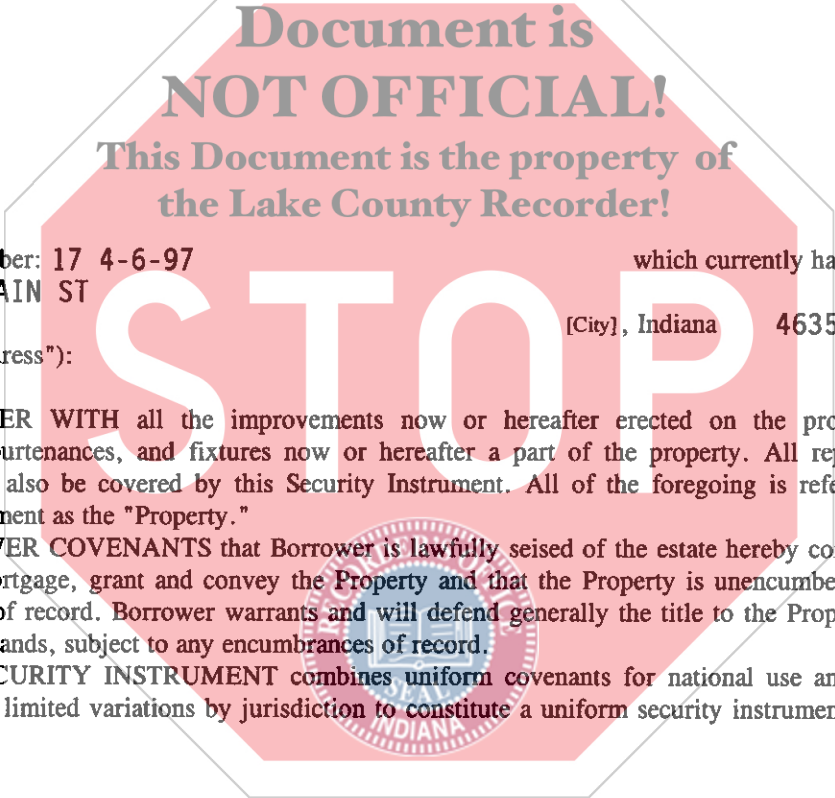 Document is
NOT OFFICIAL!
This Document is the property of
the Lake County Recorder!
ber: 17 4-6-97 which currently ha
AIN ST
[City], Indiana 4635
ress"):
STOP
ER WITH all the improvements now or hereafter erected on the pro
urtenances, and fixtures now or hereafter a part of the property. All rep
also be covered by this Security Instrument. All of the foregoing is refe
ment as the "Property."
ER COVENANTS that Borrower is lawfully seised of the estate hereby co
rtgage, grant and convey the Property and that the Property is unencumbe
of record. Borrower warrants and will defend generally the title to the Prop
ands, subject to any encumbrances of record.
CURITY INSTRUMENT combines uniform covenants for national use an
limited variations by jurisdiction to constitute a uniform security instrumen
SEAL
INDIANA